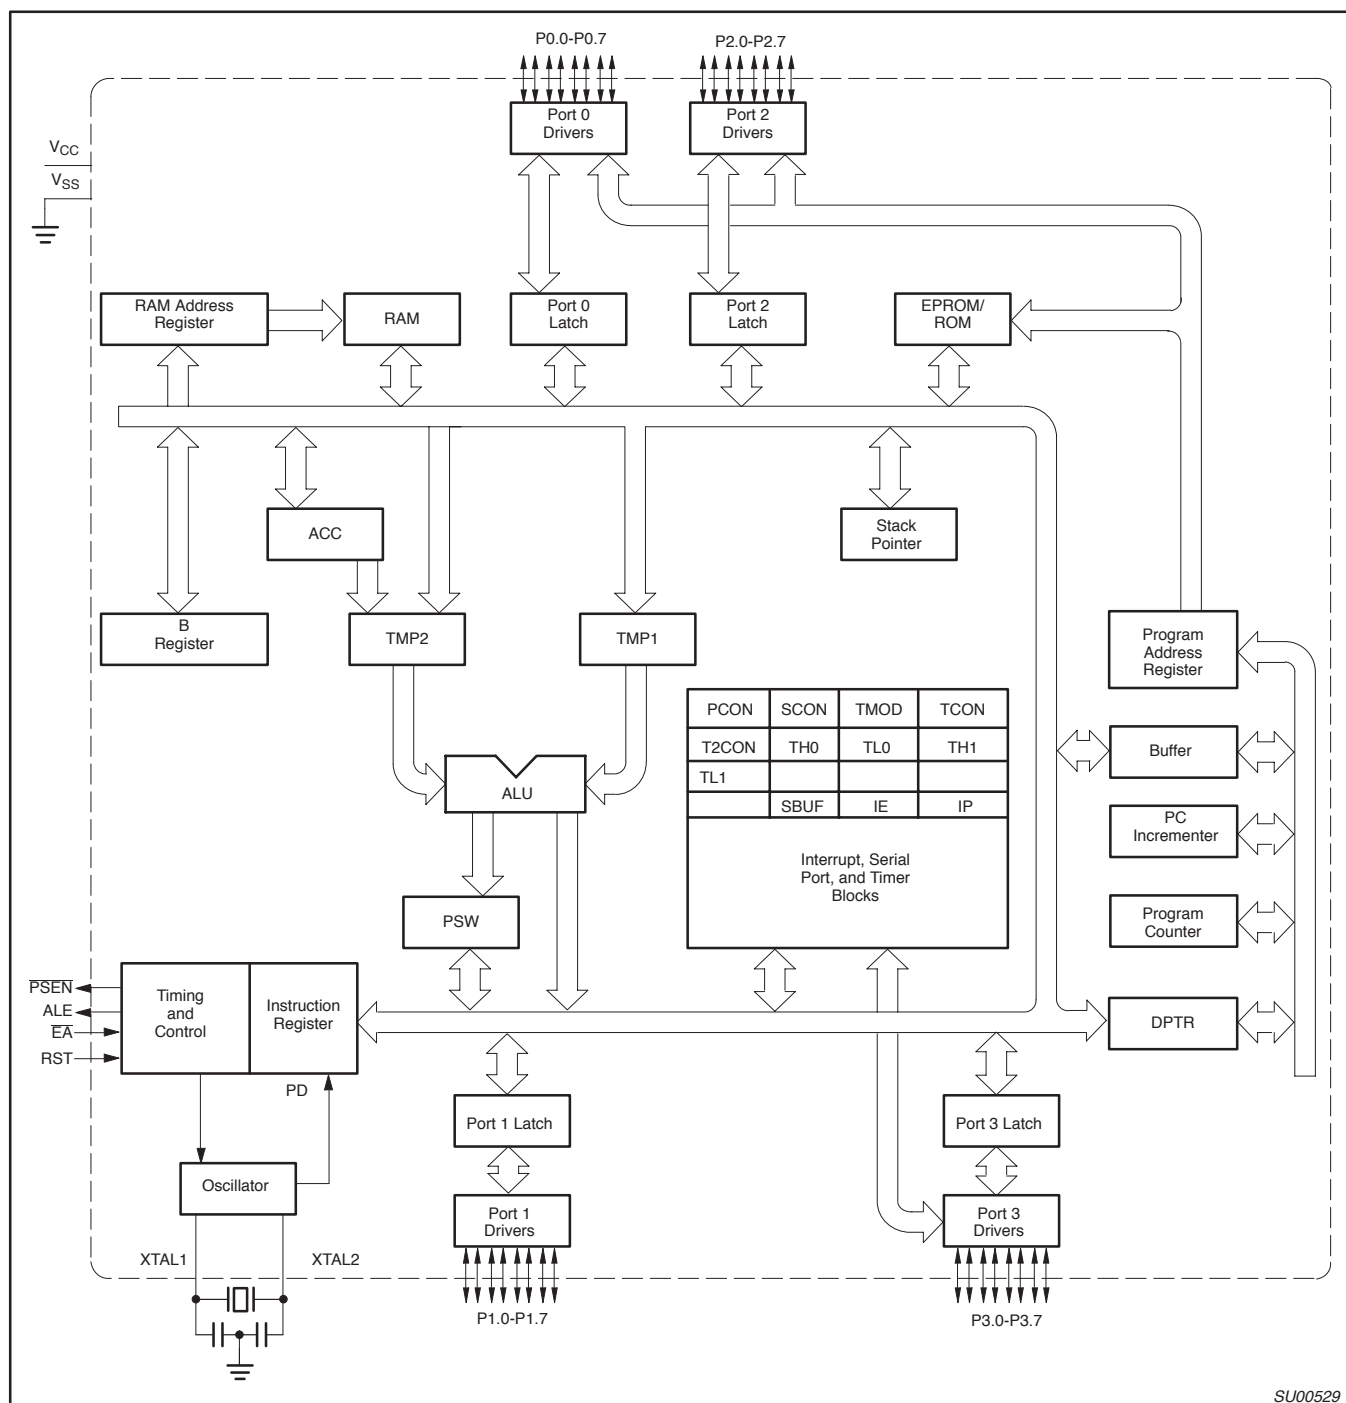 P0.0-P0.7
P2.0-P2.7
Port 0
Drivers
Port 2
Drivers
VCC
VSS
RAM Address
Register
RAM
Port 0
Latch
Port 2
Latch
EPROM/
ROM
ACC
Stack
Pointer
B
Register
TMP2
TMP1
Program
Address
Register
PCON SCON TMOD TCON
T2CON TH0 TL0 TH1
TL1
SBUF IE IP
Interrupt, Serial
Port, and Timer
Blocks
Buffer
ALU
PC
Incrementer
PSW
Program
Counter
PSEN
ALE
EA
RST
Timing
and
Control
Instruction
Register
DPTR
PD
Port 1 Latch
Port 3 Latch
Oscillator
Port 1
Drivers
Port 3
Drivers
XTAL1
XTAL2
P1.0-P1.7
P3.0-P3.7
SU00529